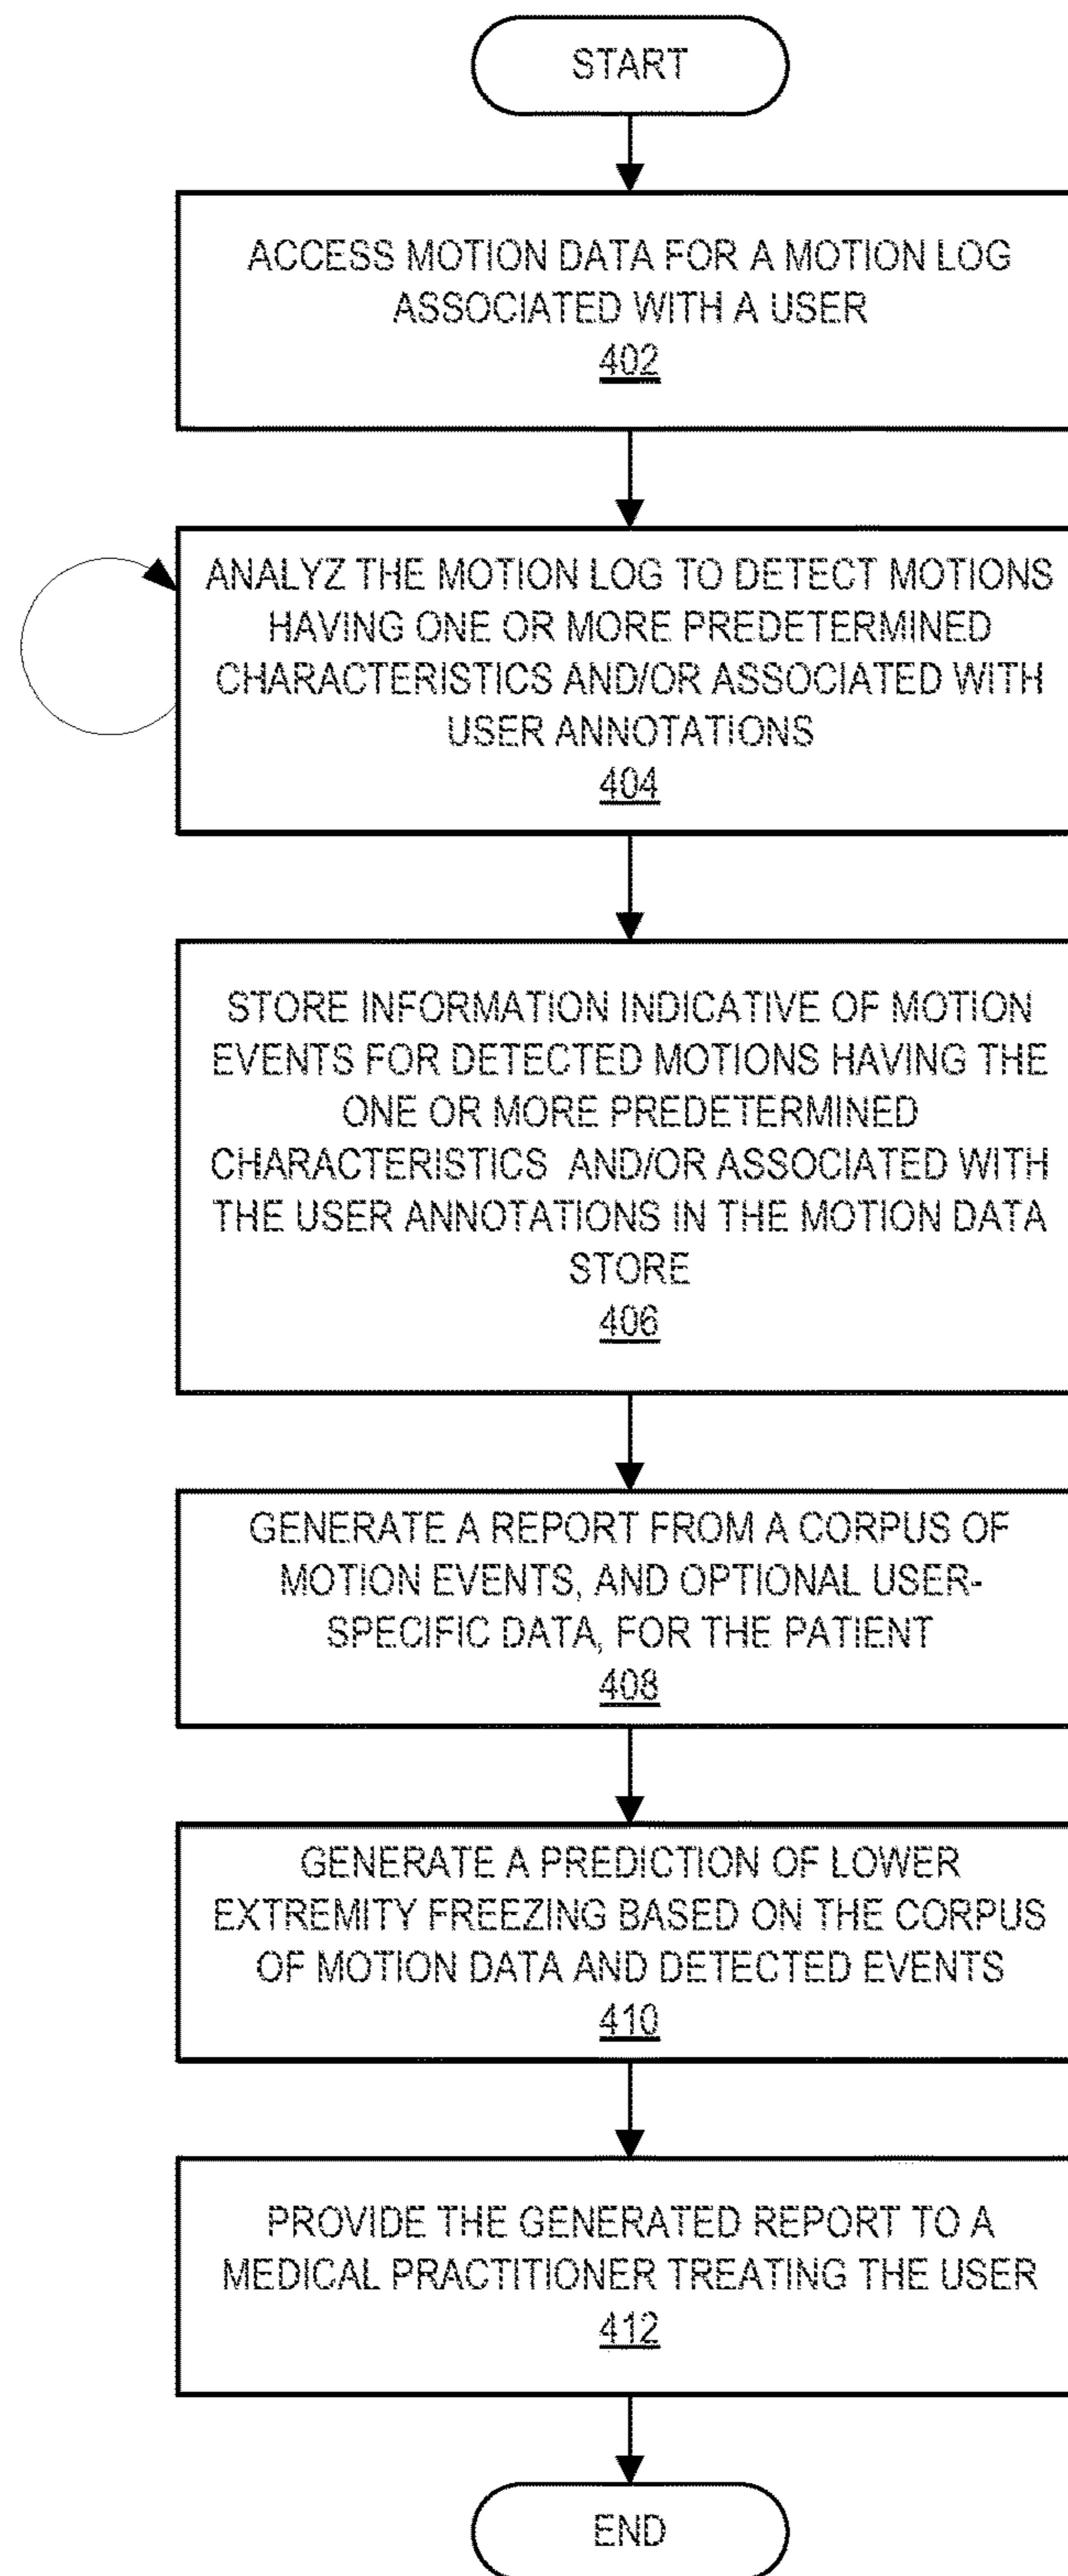 START
ACCESS MOTION DATA FOR A MOTION LOG
ASSOCIATED WITH A USER
402
ANALYZ THE MOTION LOG TO DETECT MOTIONS
HAVING ONE OR MORE PREDETERMINED
CHARACTERISTICS AND/OR ASSOCIATED WITH
USER ANNOTATIONS
404
STORE INFORMATION INDICATIVE OF MOTION
EVENTS FOR DETECTED MOTIONS HAVING THE
ONE OR MORE PREDETERMINED
CHARACTERISTICS AND/OR ASSOCIATED WITH
THE USER ANNOTATIONS IN THE MOTION DATA
STORE
406
GENERATE A REPORT FROM A CORPUS OF
MOTION EVENTS, AND OPTIONAL USER-
SPECIFIC DATA, FOR THE PATIENT
408
GENERATE A PREDICTION OF LOWER
EXTREMITY FREEZING BASED ON THE CORPUS
OF MOTION DATA AND DETECTED EVENTS
410
PROVIDE THE GENERATED REPORT TO A
MEDICAL PRACTITIONER TREATING THE USER
412
END